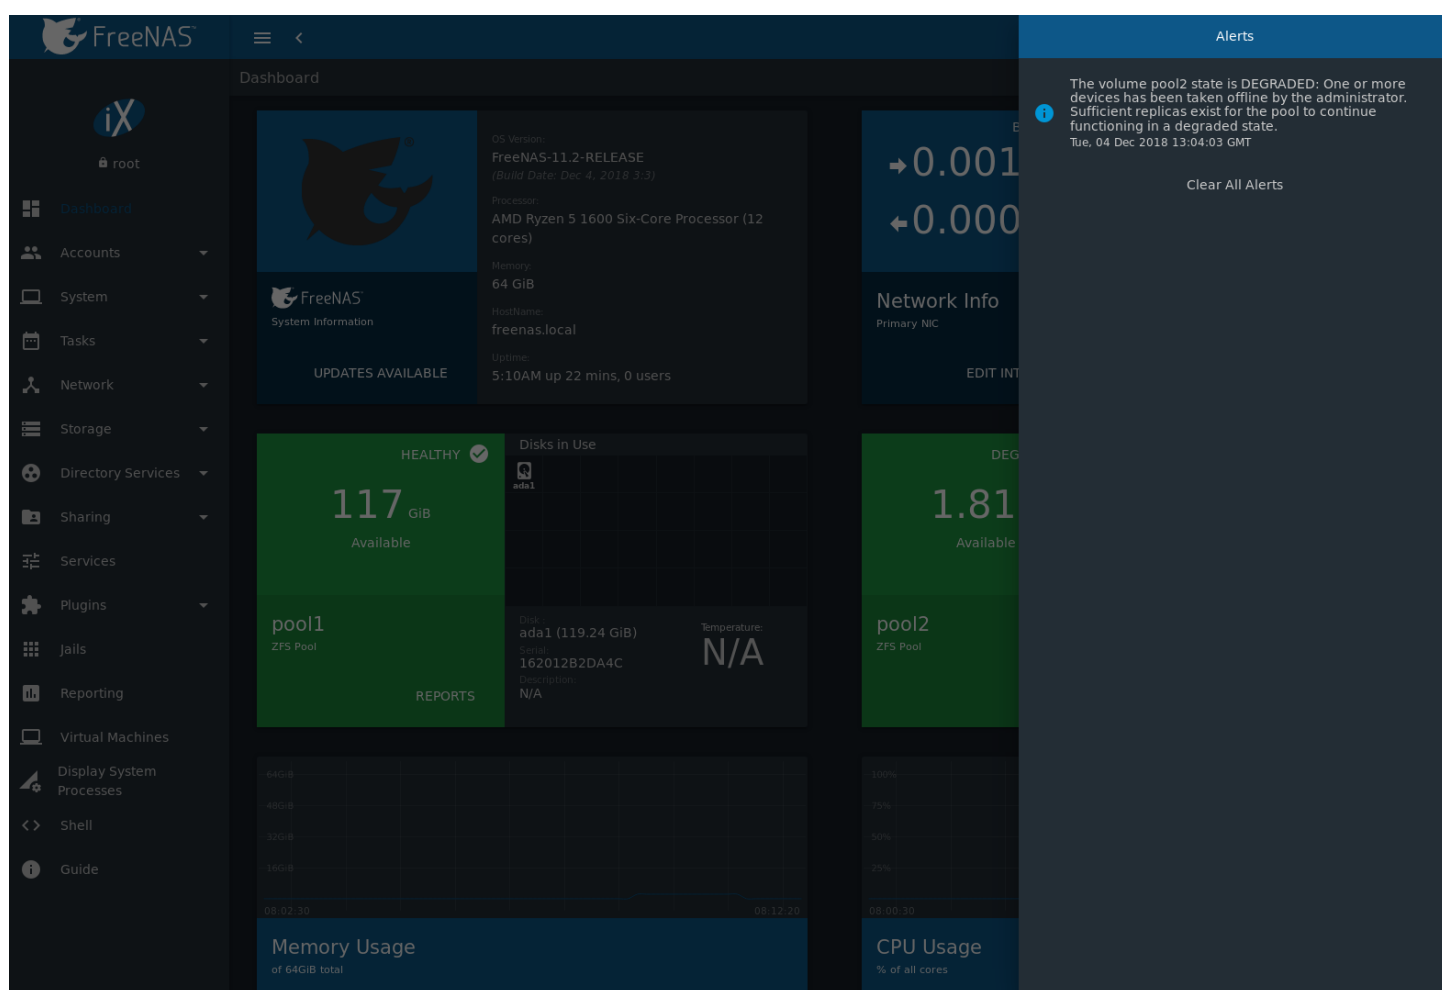 FreeNAS
Alerts
Dashboard
The volume pool2 state is DEGRADED: One or more
devices has been taken offline by the administrator.
Sufficient replicas exist for the pool to continue
functioning in a degraded state.
Tue, 04 Dec 2018 13:04:03 GMT
Clear All Alerts
iX
root
Dashboard
Accounts
System
Tasks
Network
Storage
Directory Services
Sharing
Services
Plugins
Jails
Reporting
Virtual Machines
Display System
Processes
Shell
Guide
FreeNAS
System Information
UPDATES AVAILABLE
OS Version:
FreeNAS-11.2-RELEASE
(Build Date: Dec 4, 2018 3:3)
Processor:
AMD Ryzen 5 1600 Six-Core Processor (12
cores)
Memory:
64 GiB
HostName:
freenas.local
Uptime:
5:10AM up 22 mins, 0 users
0.001
0.000
Network Info
Primary NIC
EDIT INT
HEALTHY
117 GiB
Available
pool1
ZFS Pool
REPORTS
Disks in Use
ada1
Disk :
ada1 (119.24 GiB)
Serial:
162012B2DA4C
Description:
N/A
Temperature:
N/A
DEG
1.81
Available
pool2
ZFS Pool
64GiB
48GiB
32GiB
16GiB
08:02:30
08:12:20
Memory Usage
of 64GiB total
100%
75%
50%
25%
08:00:30
CPU Usage
% of all cores